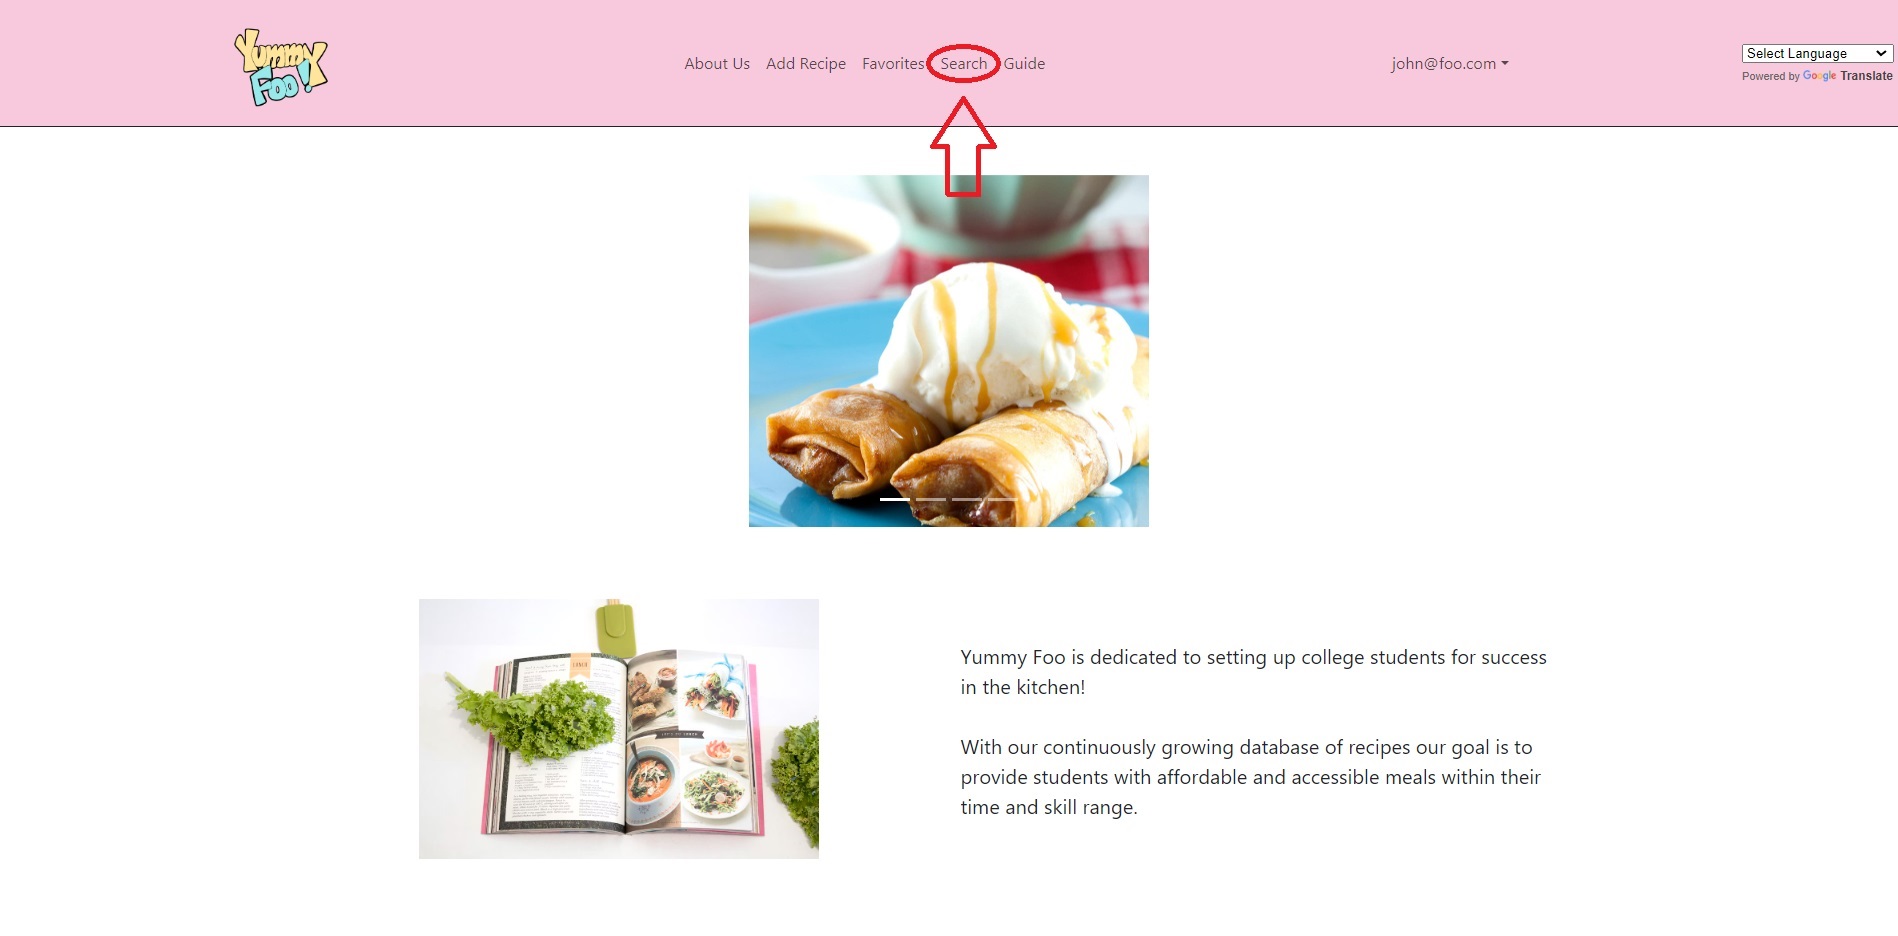 Yummy
Foo!
About Us Add Recipe Favorites Search Guide
john@foo.com
Select Language
Powered by Google Translate
LUNCH
Yummy Foo is dedicated to setting up college students for success
in the kitchen!
With our continuously growing database of recipes our goal is to
provide students with affordable and accessible meals within their
time and skill range.